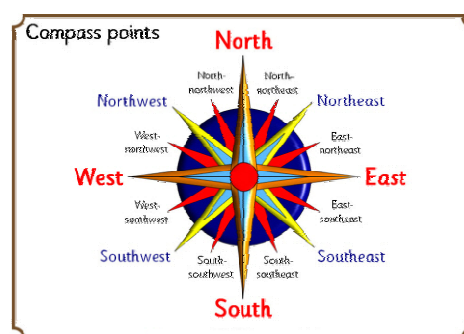 Compass points
North
North-
northwest
North-
northeast
Northwest
Northeast
West-
northwest
East-
northeast
West
East
West-
southwest
East-
southeast
Southwest
Southeast
South-
southwest
South-
southeast
South